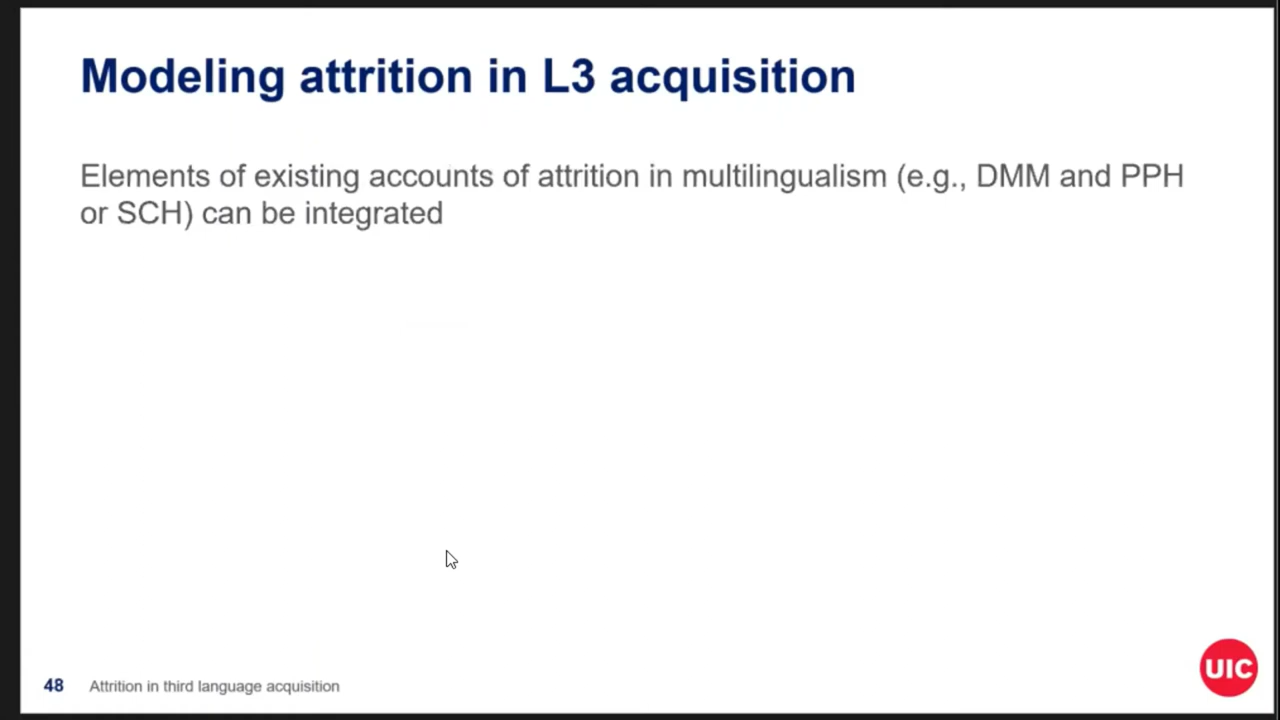 Modeling attrition in L3 acquisition
Elements of existing accounts of attrition in multilingualism (e.g., DMM and PPH
or SCH) can be integrated
48 Attrition in third language acquisition
UIC